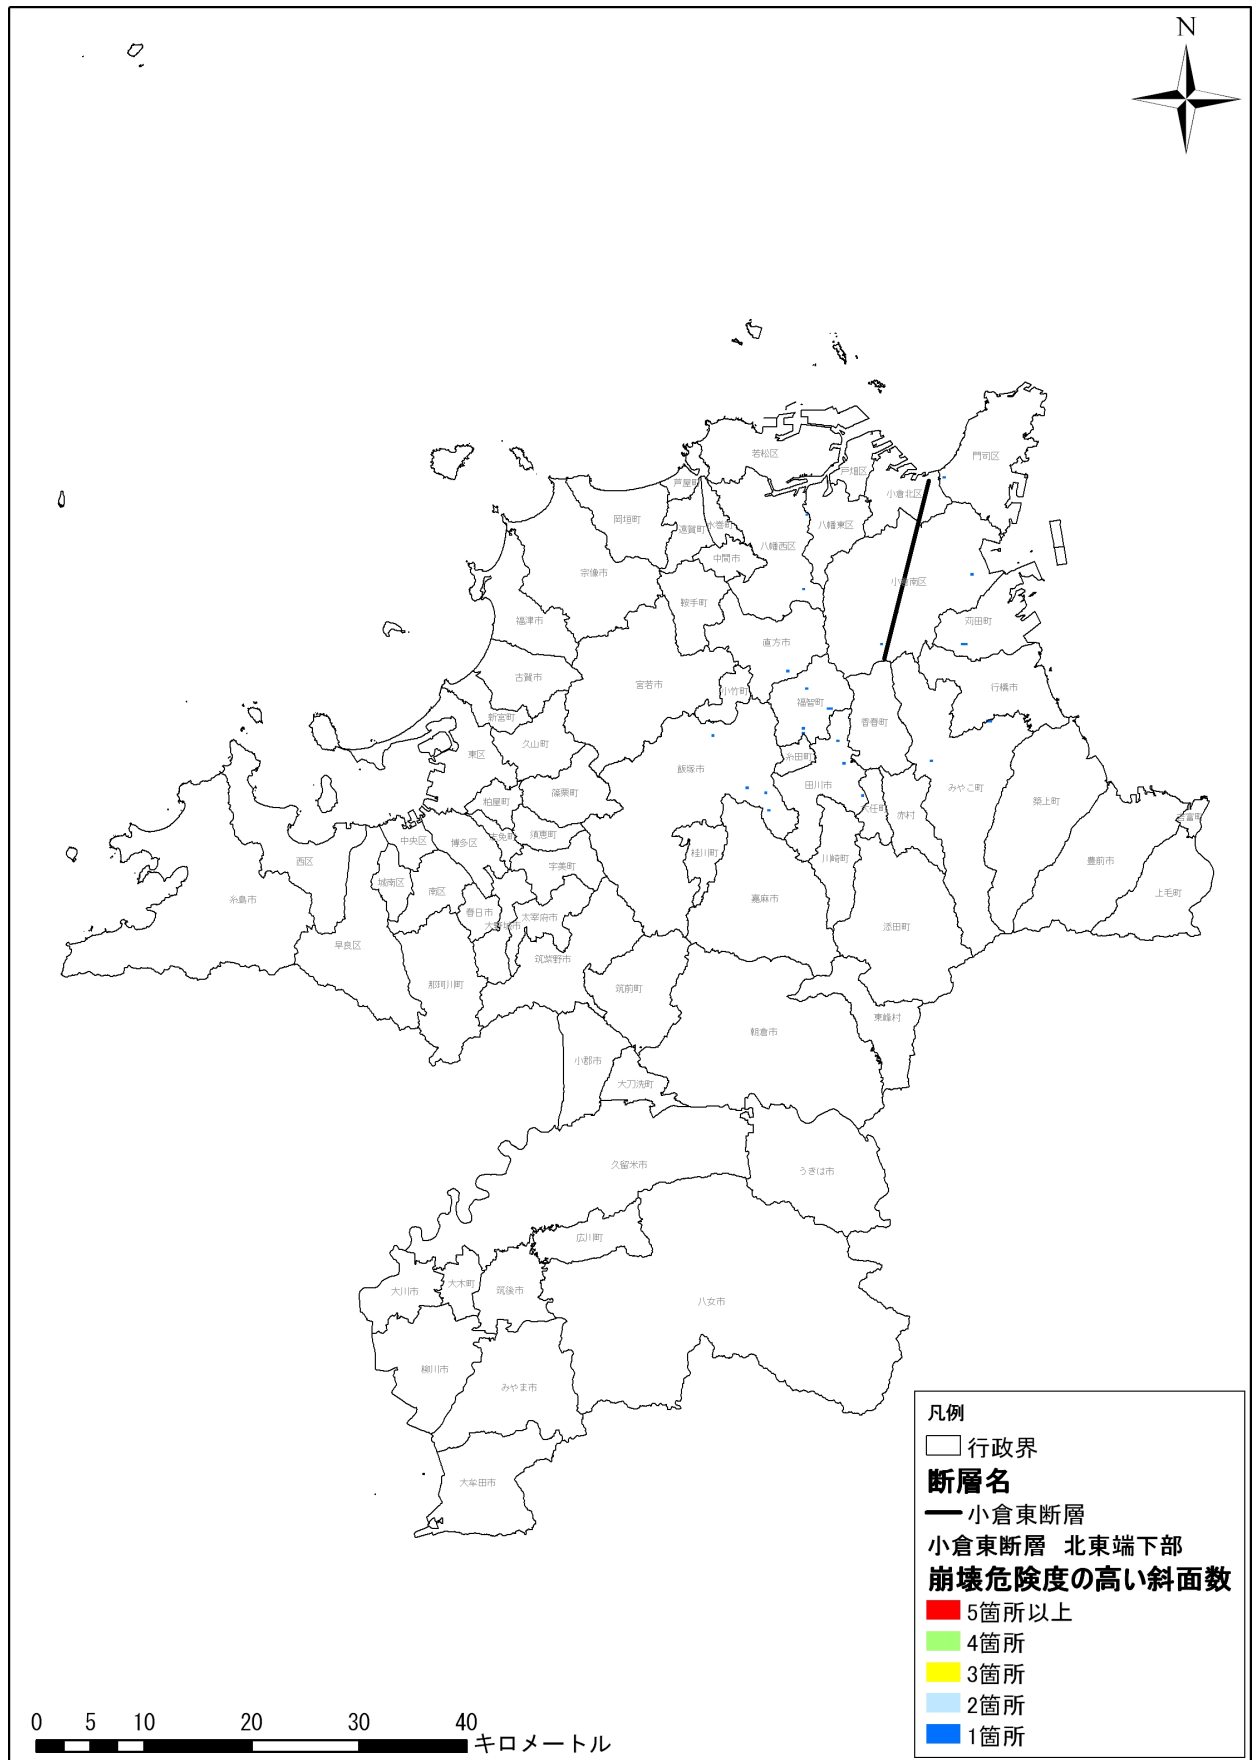 N
若松区
門司区
戸畑区
芦屋町
小倉北区
岡垣町
遠賀町
水巻町
八幡東区
八幡西区
中間市
宗像市
小倉南区
鞍手町
福津市
苅田町
直方市
古賀市
宮若市
小竹町
行橋市
福智町
新宮町
香春町
久山町
東区
糸田町
飯塚市
田川市
みやこ町
篠栗町
粕屋町
築上町
大任町
赤村
吉富町
須恵町
志免町
中央区
博多区
桂川町
川崎町
西区
宇美町
豊前市
城南区
南区
上毛町
糸島市
嘉麻市
春日市
太宰府市
大野城市
添田町
早良区
筑紫野市
那珂川町
筑前町
東峰村
朝倉市
小郡市
大刀洗町
久留米市
うきは市
広川町
大木町
大川市
筑後市
八女市
柳川市
みやま市
大牟田市
凡例
行政界
断層名
小倉東断層
小倉東断層 北東端下部
崩壊危険度の高い斜面数
5箇所以上
4箇所
3箇所
2箇所
1箇所
0 5 10 20 30 40
キロメートル